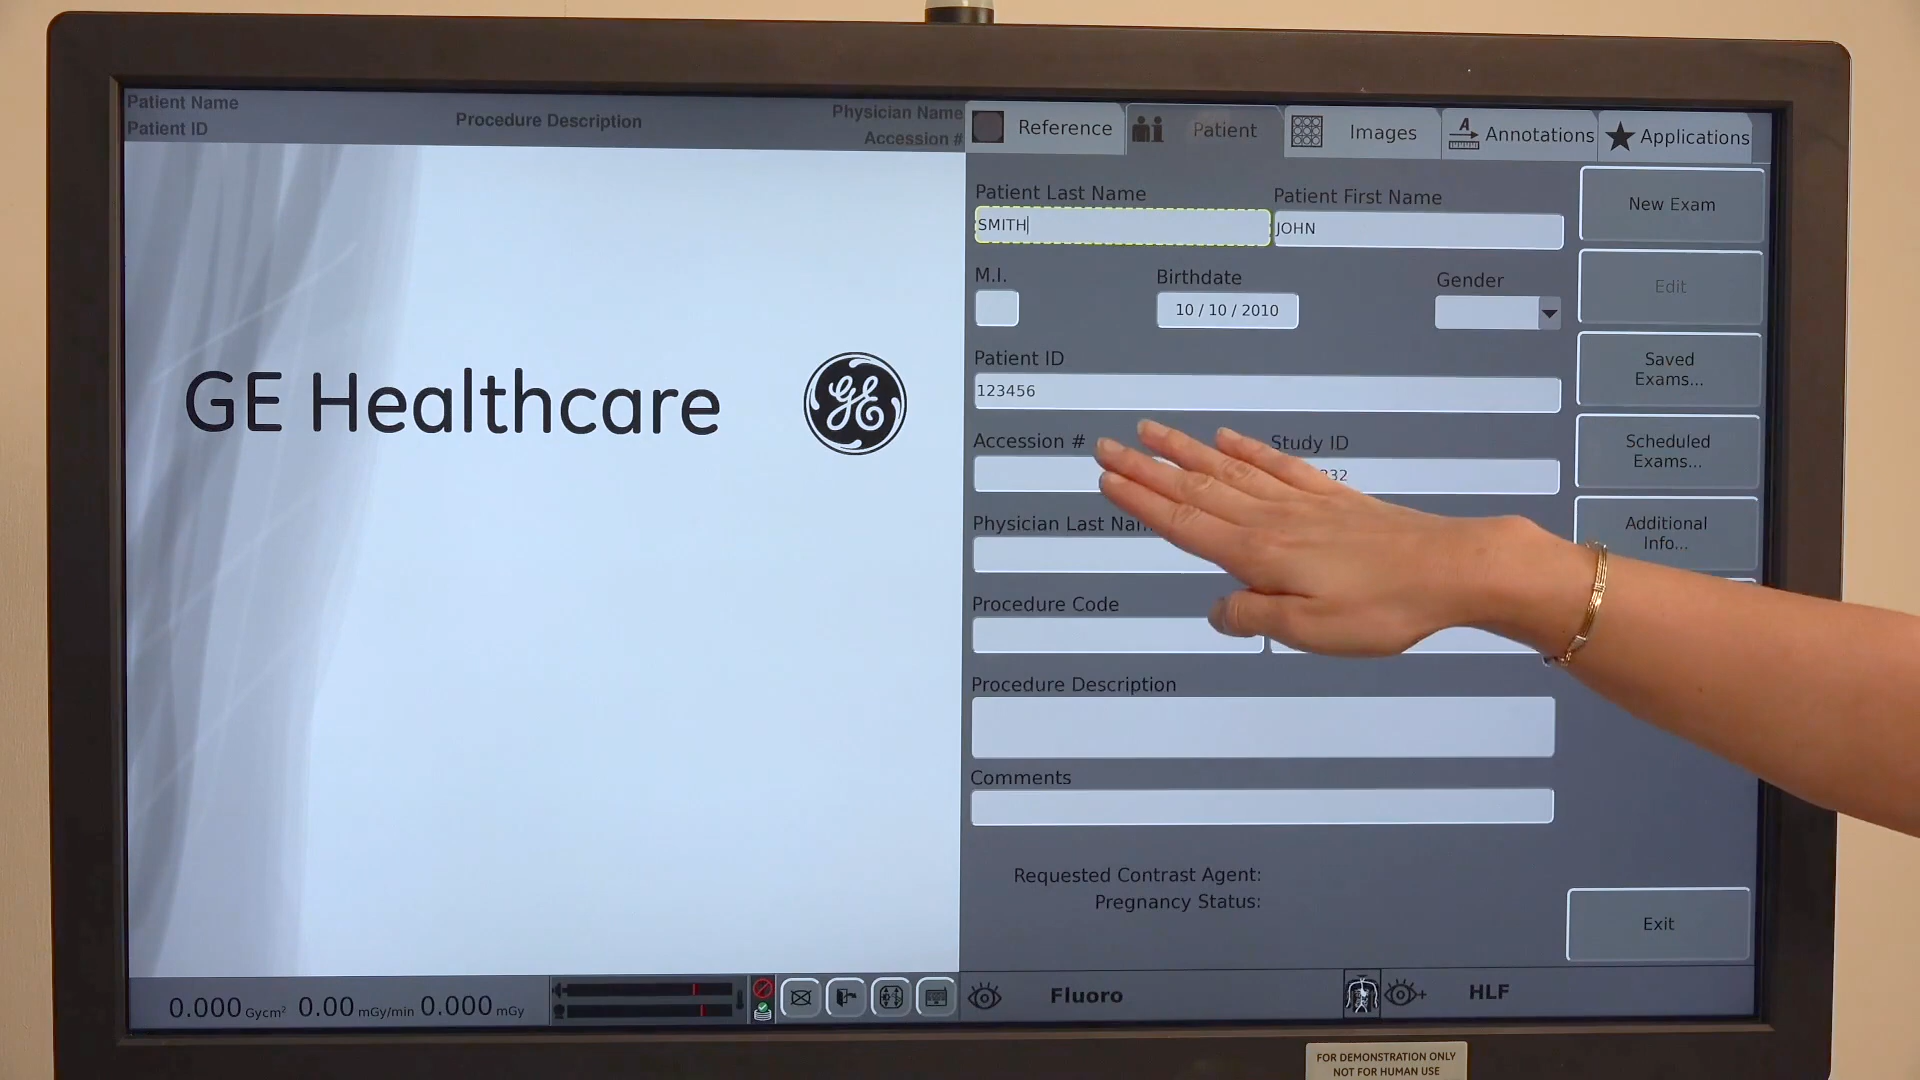 Patient Name
Patient ID
Procedure Description
Physician Name
Accession #
Reference
Patient
Images
Annotations
Applications
Patient Last Name
Patient First Name
SMITH
JOHN
M.I.
Birthdate
Gender
10 / 10 / 2010
Patient ID
123456
Accession #
Study ID
Physician Last
Procedure Code
Procedure Description
Comments
Requested Contrast Agent:
Pregnancy Status:
New Exam
Edit
Saved
Exams...
Scheduled
Exams...
Additional
Info...
Exit
GE Healthcare
GE
0.000 Gycm² 0.00 mGy/min 0.000 mGy
Fluoro
HLF
FOR DEMONSTRATION ONLY
NOT FOR HUMAN USE